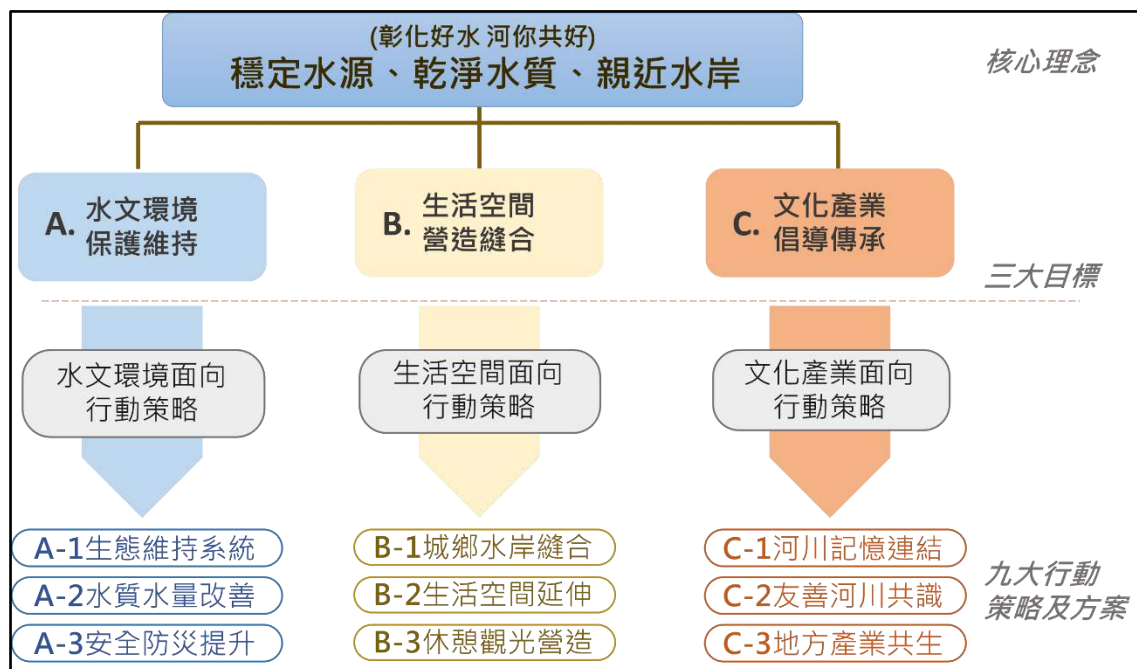 (彰化好水 河你共好)
穩定水源、乾淨水質、親近水岸
核心理念
A. 水文環境
保護維持
B. 生活空間
營造縫合
C. 文化產業
倡導傳承
三大目標
水文環境面向
行動策略
生活空間面向
行動策略
文化產業面向
行動策略
A-1生態維持系統
A-2水質水量改善
A-3安全防災提升
B-1城鄉水岸縫合
B-2生活空間延伸
B-3休憩觀光營造
C-1河川記憶連結
C-2友善河川共識
C-3地方產業共生
九大行動
策略及方案